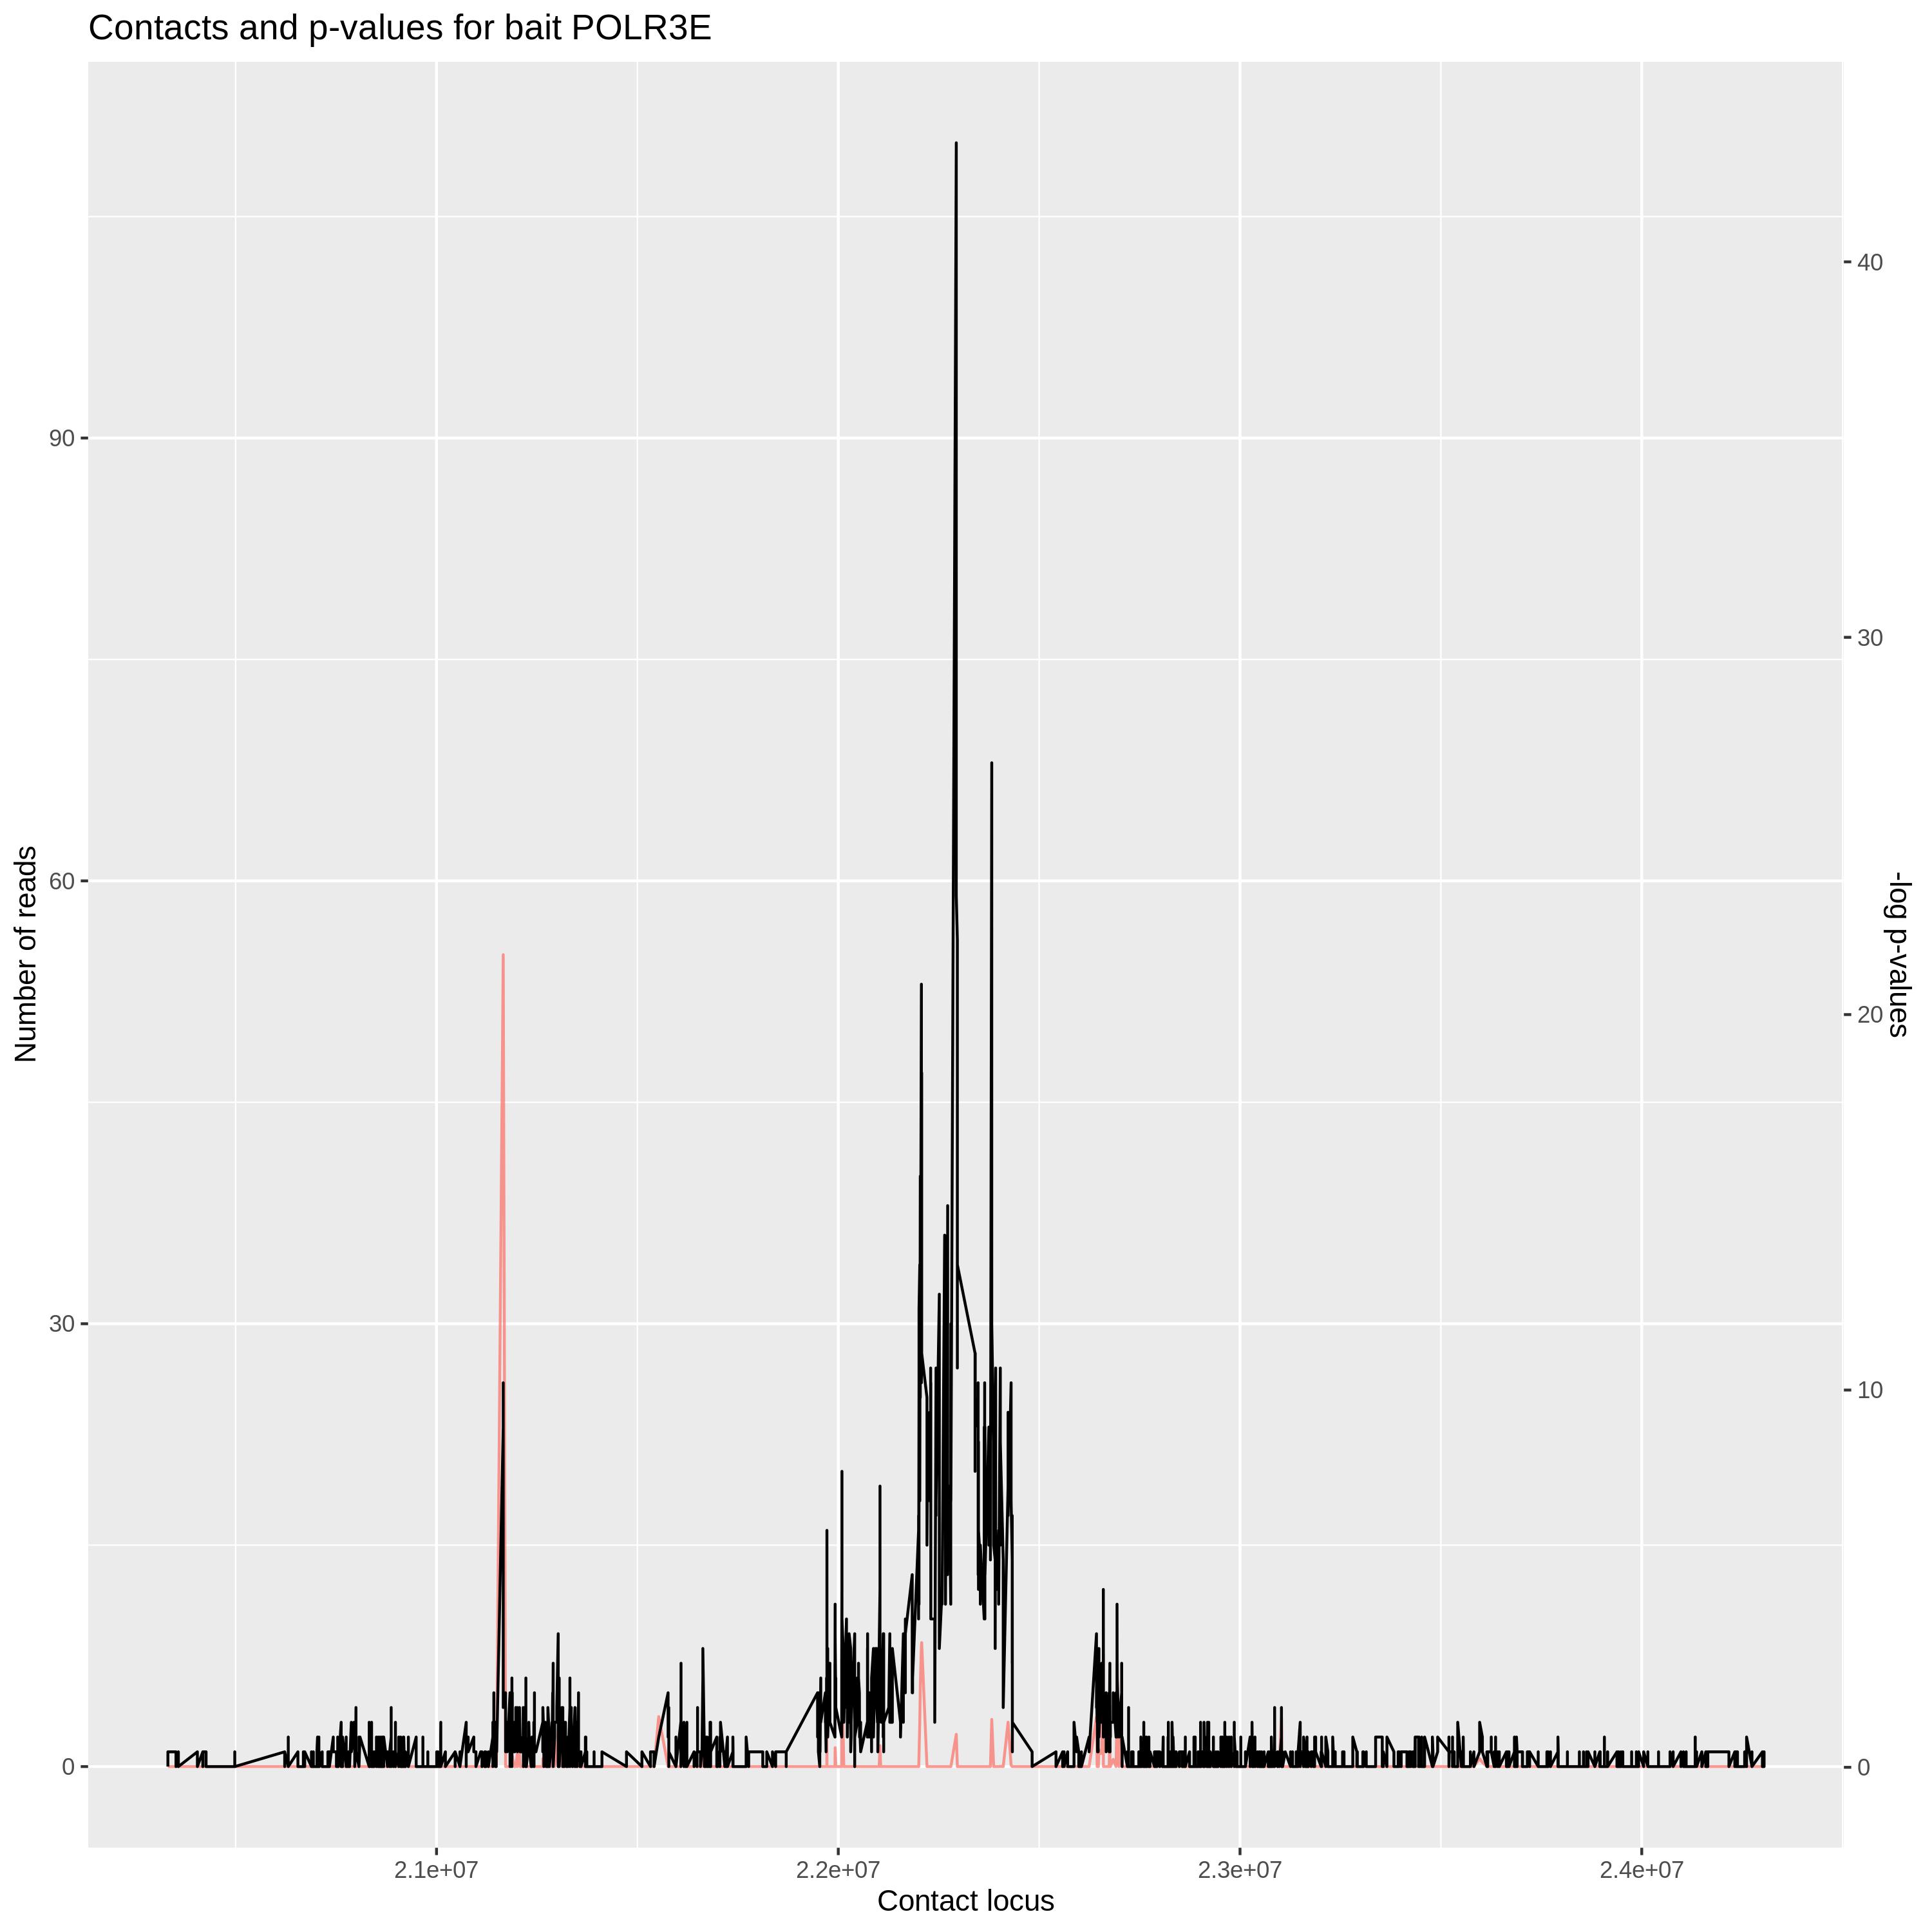 Contacts and p-values for bait POLR3E
Number of reads
90
60
30
0
40
30
20
10
0
-log p-values
2.1e+07
2.2e+07
2.3e+07
2.4e+07
Contact locus